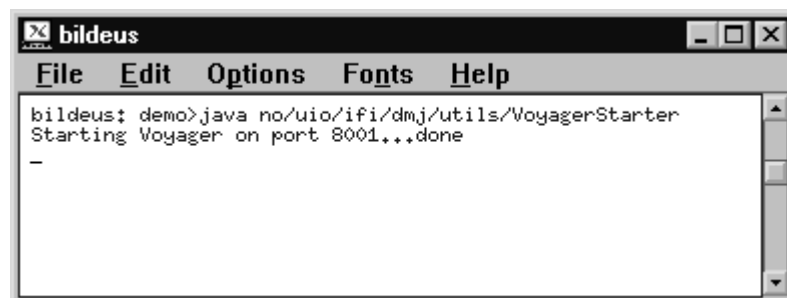 bildeus
File Edit Options Fonts Help
bildeus: demo>java no/uio/ifi/dmj/utils/VoyagerStarter
Starting Voyager on port 8001...done
_